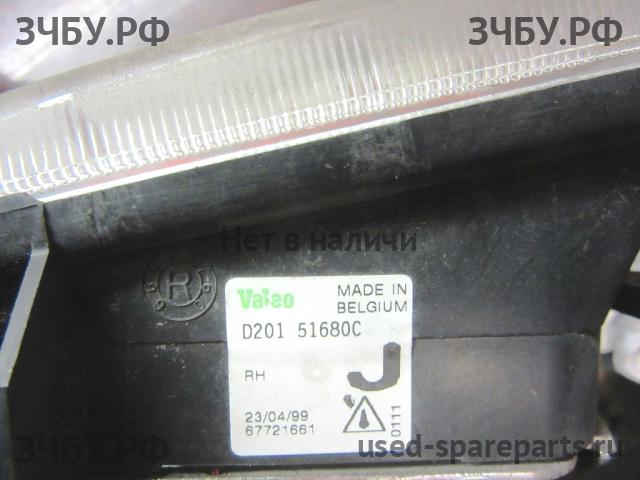 ЗЧБУ.РФ ЗЧБУ.РФ
Нет в наличи
R
Valeo MADE IN
BELGIUM
D201 51680C
RH J
23/04/99
67721661
0111
ЗЧБУ.РФ used-spareparts.ru